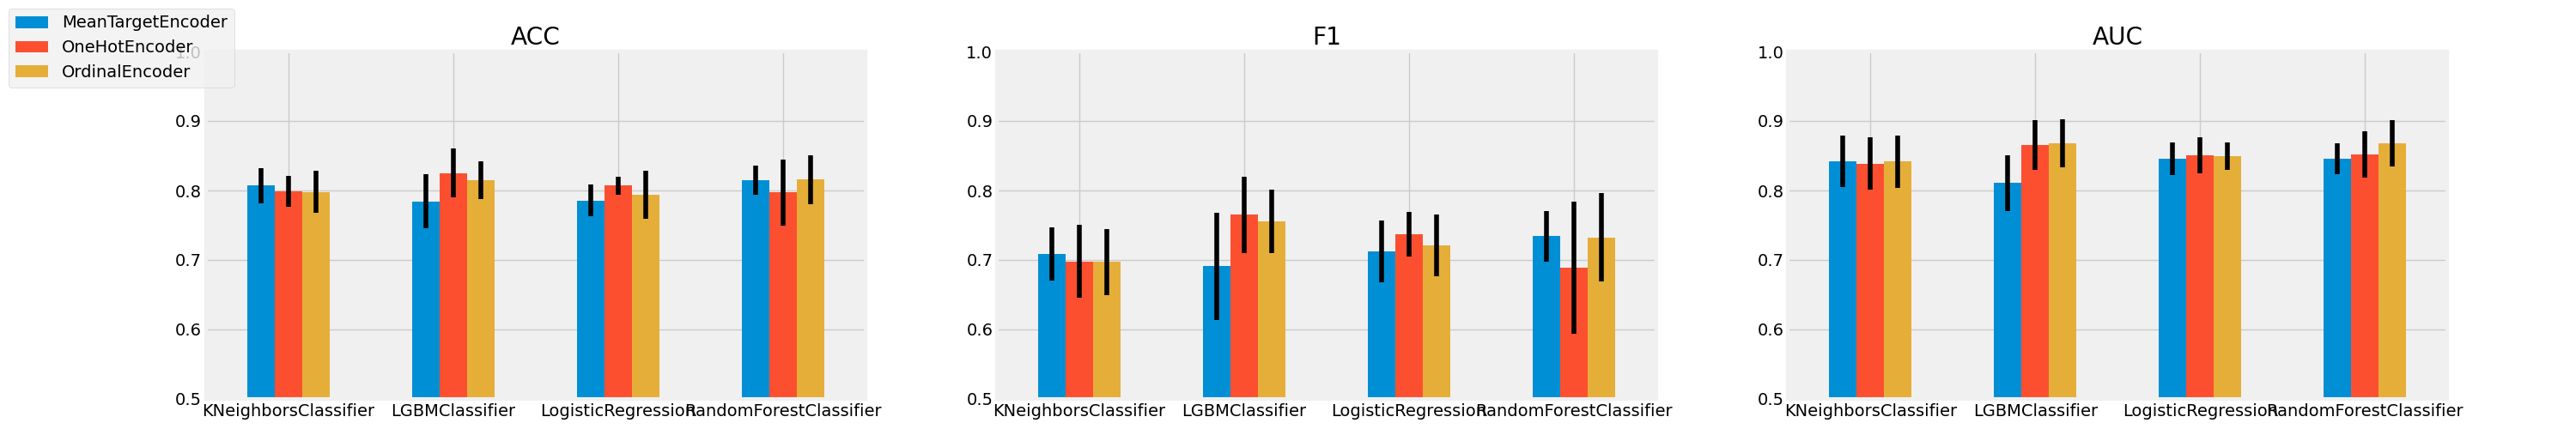 MeanTargetEncoder
OneHotEncoder
OrdinalEncoder
ACC
1.0
0.9
0.8
0.7
0.6
0.5
KNeighborsClassifier LGBMClassifier LogisticRegression RandomForestClassifier
F1
1.0
0.9
0.8
0.7
0.6
0.5
KNeighborsClassifier LGBMClassifier LogisticRegression RandomForestClassifier
AUC
1.0
0.9
0.8
0.7
0.6
0.5
KNeighborsClassifier LGBMClassifier LogisticRegression RandomForestClassifier